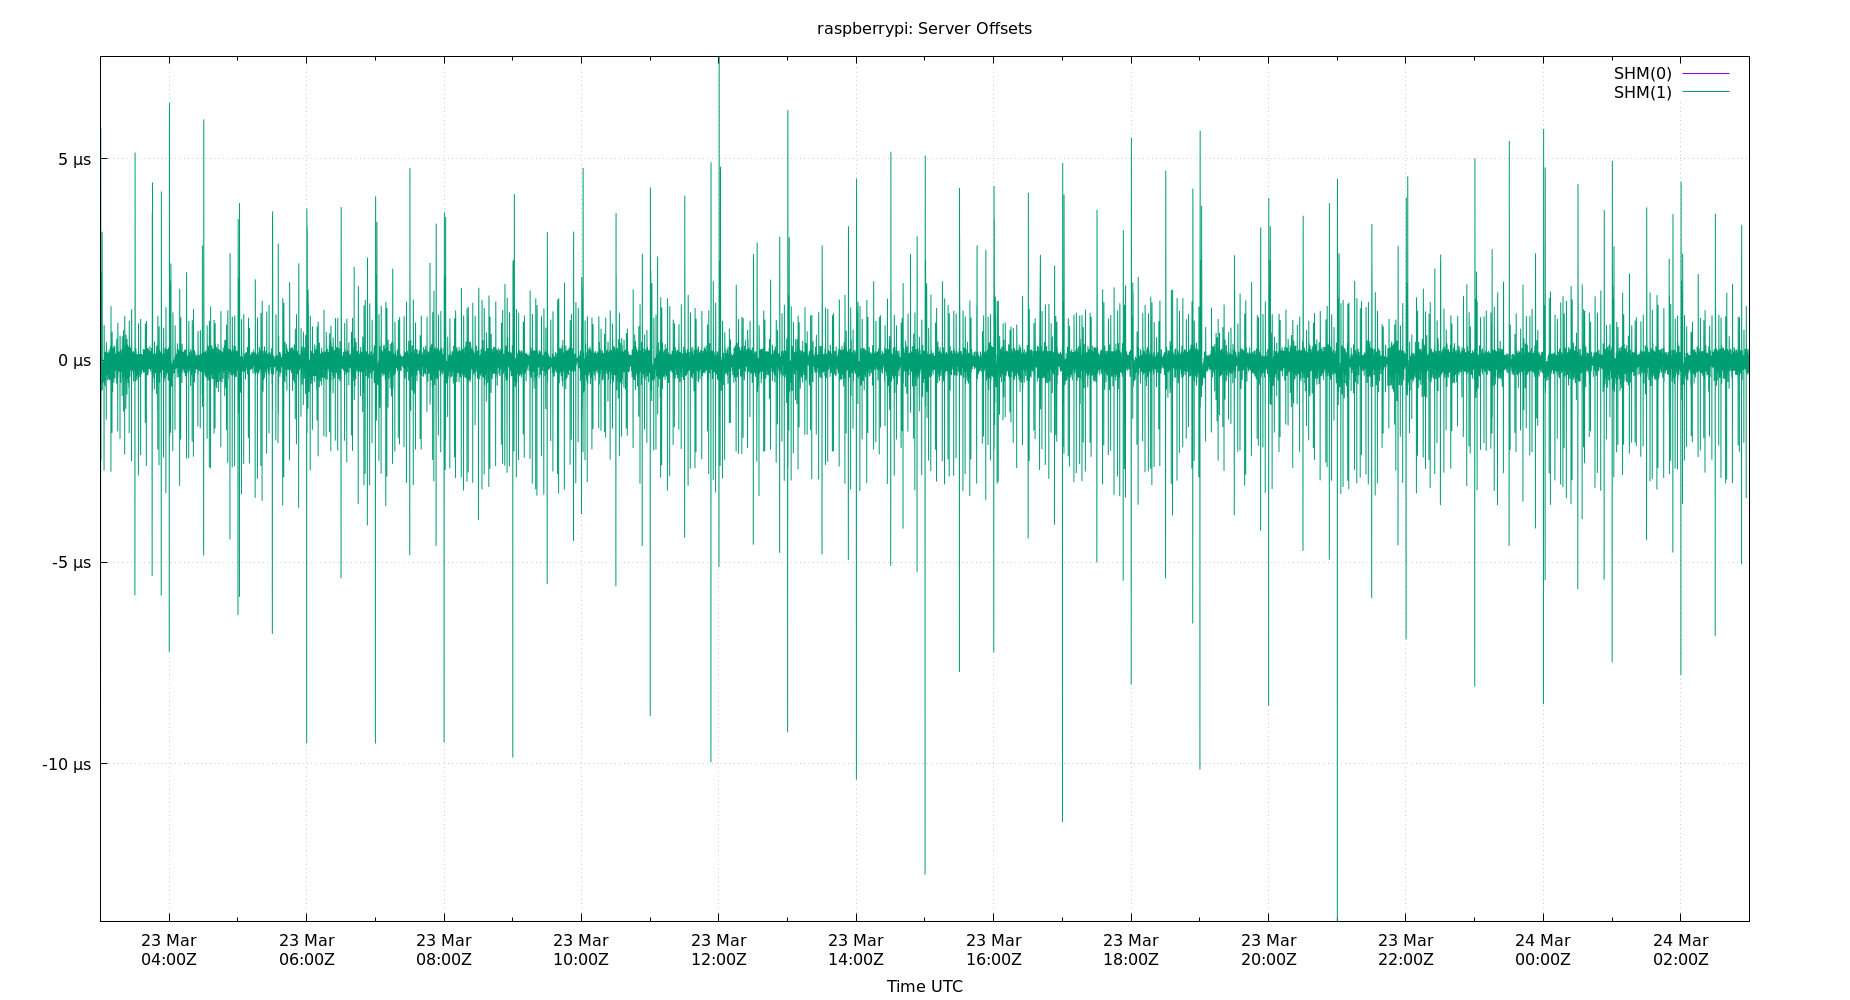 raspberrypi: Server Offsets
SHM(0)
SHM(1)
5 µs
0 µs
-5 µs
-10 µs
23 Mar 23 Mar 23 Mar 23 Mar 23 Mar 23 Mar 23 Mar 23 Mar 23 Mar 23 Mar 24 Mar 24 Mar
04:00Z 06:00Z 08:00Z 10:00Z 12:00Z 14:00Z 16:00Z 18:00Z 20:00Z 22:00Z 00:00Z 02:00Z
Time UTC